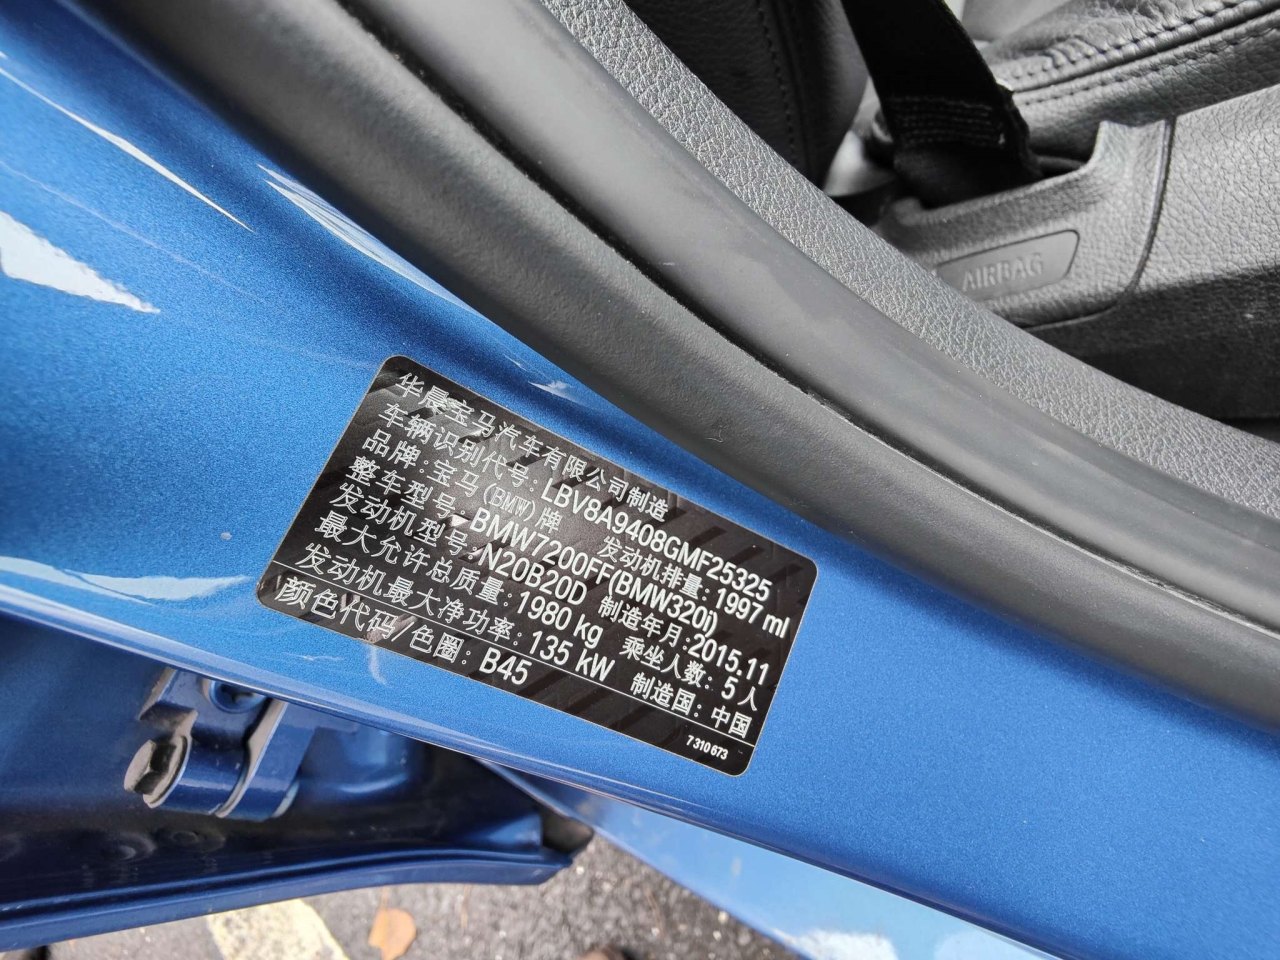 AIRBAG
华晨宝马汽车有限公司制造
车辆识别代号: LBV8A9408GMF25325
品牌: 宝马(BMW)牌 发动机排量: 1997 ml
整车型号: BMW7200FF(BMW320i)
发动机型号: N20B20D 制造年月: 2015.11
最大允许总质量: 1980 kg 乘坐人数: 5 人
发动机最大净功率: 135 kW 制造国: 中国
颜色代码/色圈: B45
7 310 673